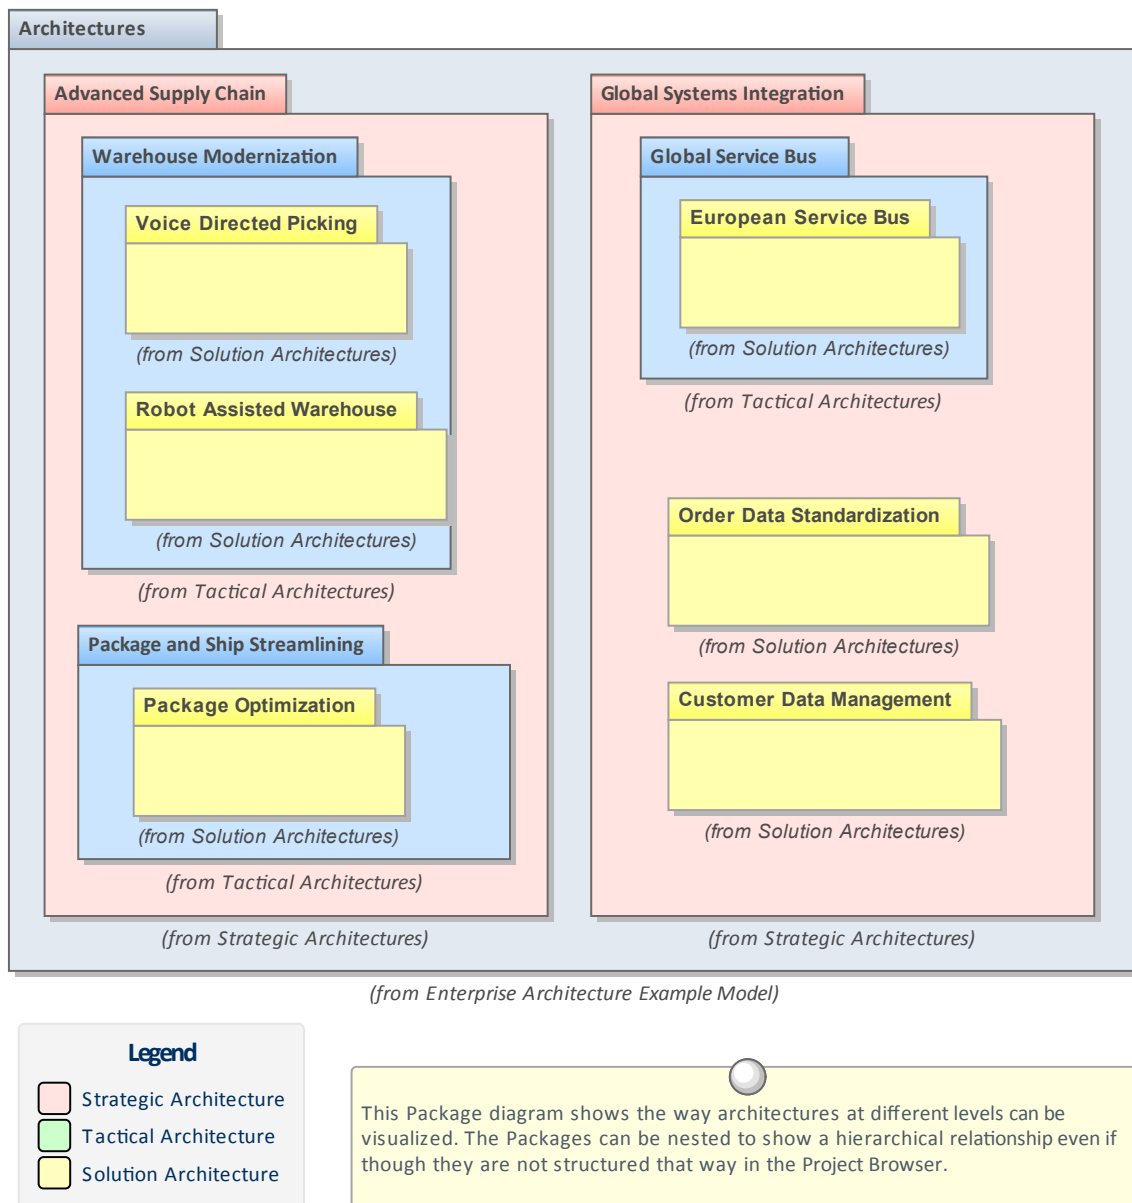 Architectures
Advanced Supply Chain
Warehouse Modernization
Voice Directed Picking
(from Solution Architectures)
Robot Assisted Warehouse
(from Solution Architectures)
(from Tactical Architectures)
Package and Ship Streamlining
Package Optimization
(from Solution Architectures)
(from Tactical Architectures)
(from Strategic Architectures)
Global Systems Integration
Global Service Bus
European Service Bus
(from Solution Architectures)
(from Tactical Architectures)
Order Data Standardization
(from Solution Architectures)
Customer Data Management
(from Solution Architectures)
(from Strategic Architectures)
(from Enterprise Architecture Example Model)
Legend
Strategic Architecture
Tactical Architecture
Solution Architecture
This Package diagram shows the way architectures at different levels can be
visualized. The Packages can be nested to show a hierarchical relationship even if
though they are not structured that way in the Project Browser.